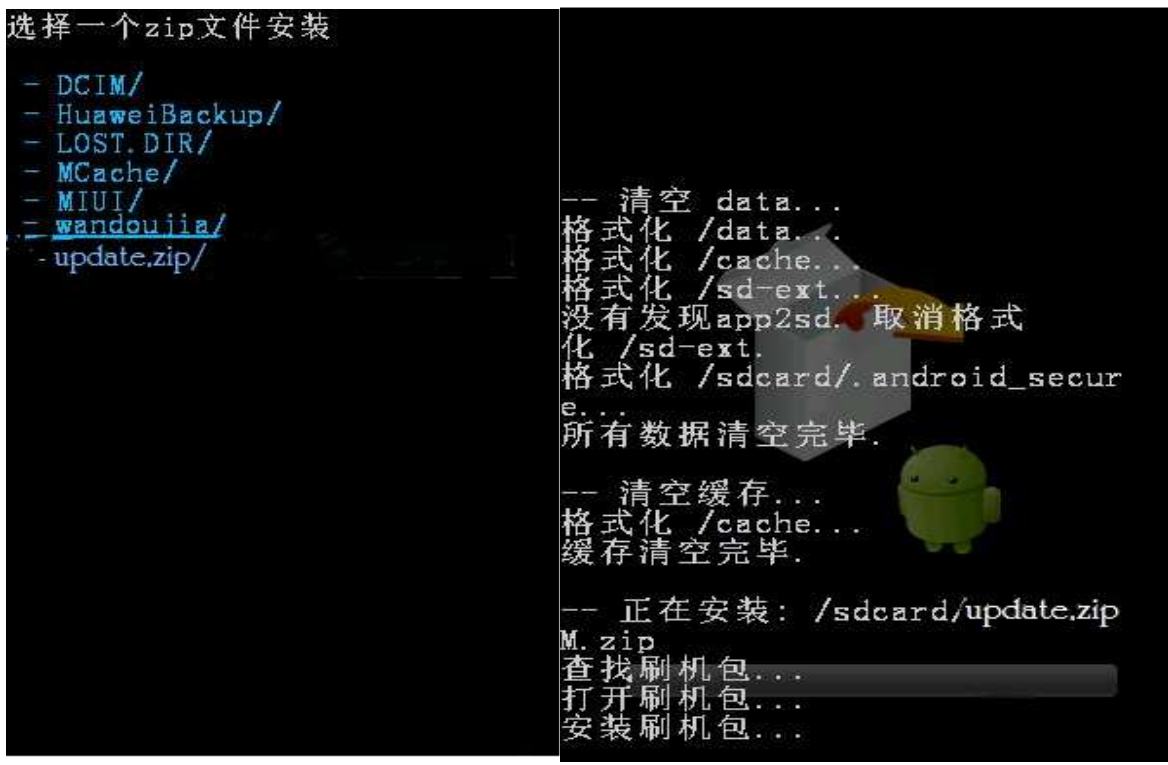 选择一个zip文件安装
- DCIM/
- HuaweiBackup/
- LOST.DIR/
- MCache/
- MIUI/
- wandoujia/
- update.zip/
-- 清空 data...
格式化 /data...
格式化 /cache...
格式化 /sd-ext...
没有发现app2sd. 取消格式
化 /sd-ext.
格式化 /sdcard/.android_secur
e...
所有数据清空完毕.
-- 清空缓存...
格式化 /cache...
缓存清空完毕.
-- 正在安装: /sdcard/update.zip
M.zip
查找刷机包...
打开刷机包...
安装刷机包...